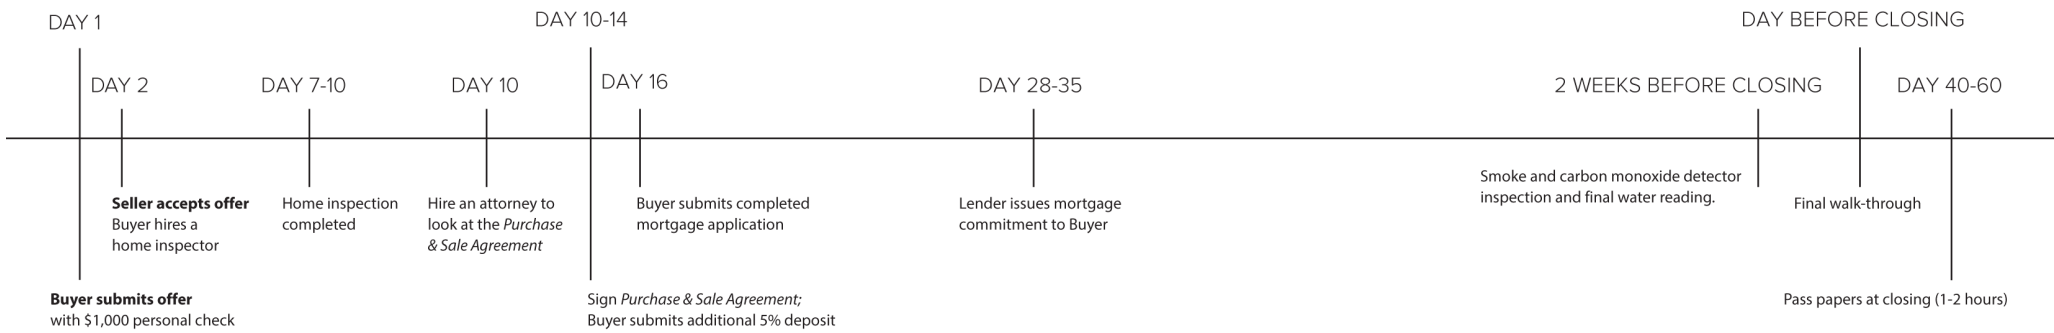 DAY 1
DAY 10-14
DAY BEFORE CLOSING
DAY 2
DAY 7-10
DAY 10
DAY 16
DAY 28-35
2 WEEKS BEFORE CLOSING
DAY 40-60
Seller accepts offer
Buyer hires a
home inspector
Home inspection
completed
Hire an attorney to
look at the Purchase
& Sale Agreement
Buyer submits completed
mortgage application
Lender issues mortgage
commitment to Buyer
Smoke and carbon monoxide detector
inspection and final water reading.
Final walk-through
Buyer submits offer
with $1,000 personal check
Sign Purchase & Sale Agreement;
Buyer submits additional 5% deposit
Pass papers at closing (1-2 hours)